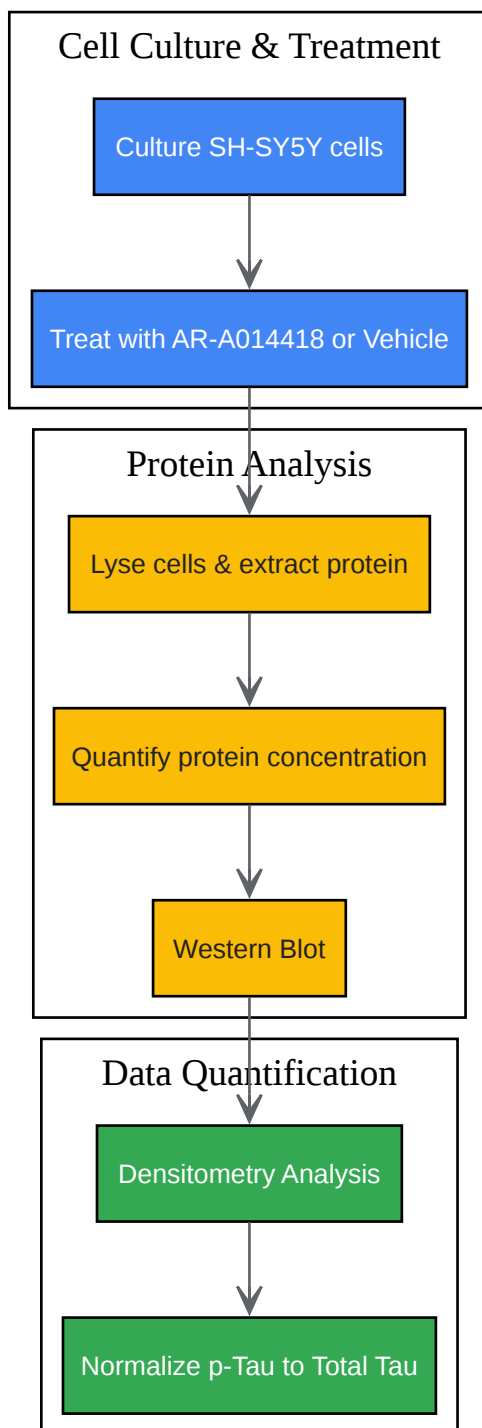 Cell Culture & Treatment
Culture SH-SY5Y cells
Treat with AR-A014418 or Vehicle
Protein Analysis
Lyse cells & extract protein
Quantify protein concentration
Western Blot
Data Quantification
Densitometry Analysis
Normalize p-Tau to Total Tau